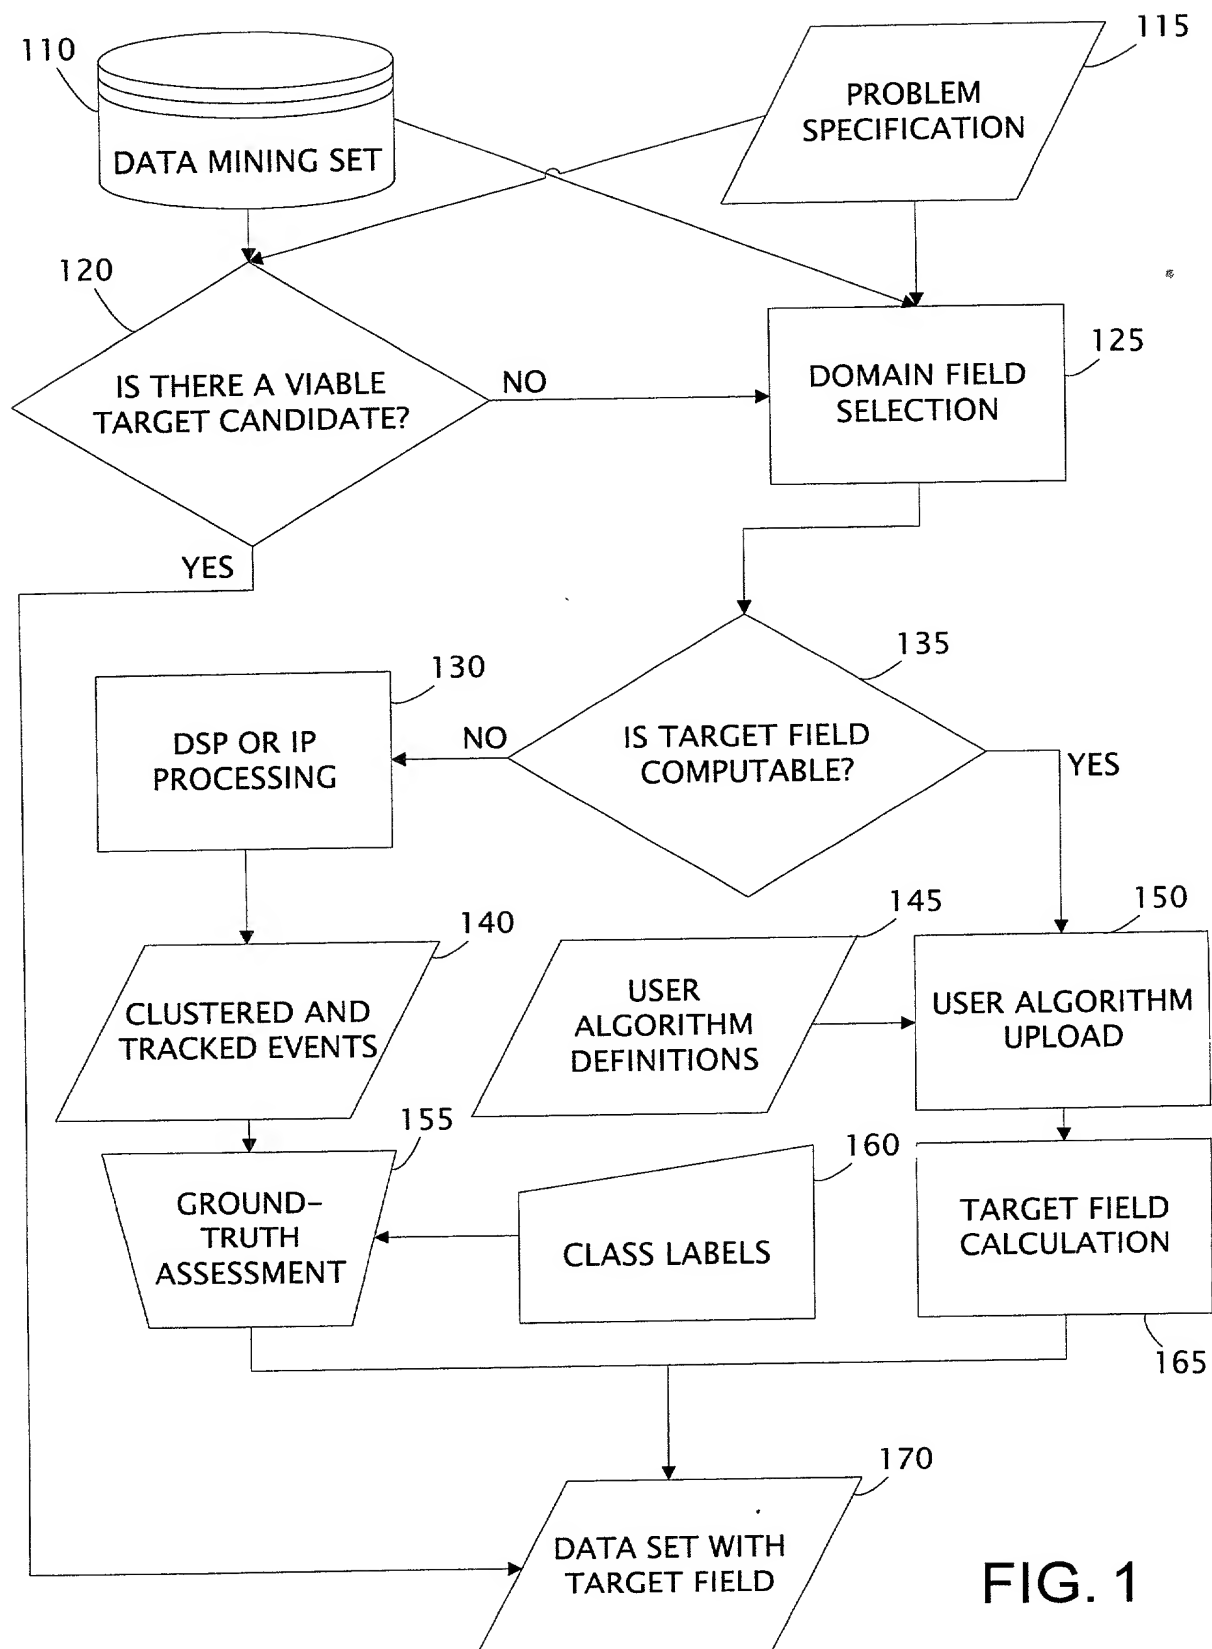 110
DATA MINING SET
115
PROBLEM
SPECIFICATION
120
IS THERE A VIABLE
TARGET CANDIDATE?
NO
YES
125
DOMAIN FIELD
SELECTION
130
DSP OR IP
PROCESSING
NO
135
IS TARGET FIELD
COMPUTABLE?
YES
140
CLUSTERED AND
TRACKED EVENTS
145
USER
ALGORITHM
DEFINITIONS
150
USER ALGORITHM
UPLOAD
155
GROUND-
TRUTH
ASSESSMENT
160
CLASS LABELS
TARGET FIELD
CALCULATION
165
170
DATA SET WITH
TARGET FIELD
FIG. 1